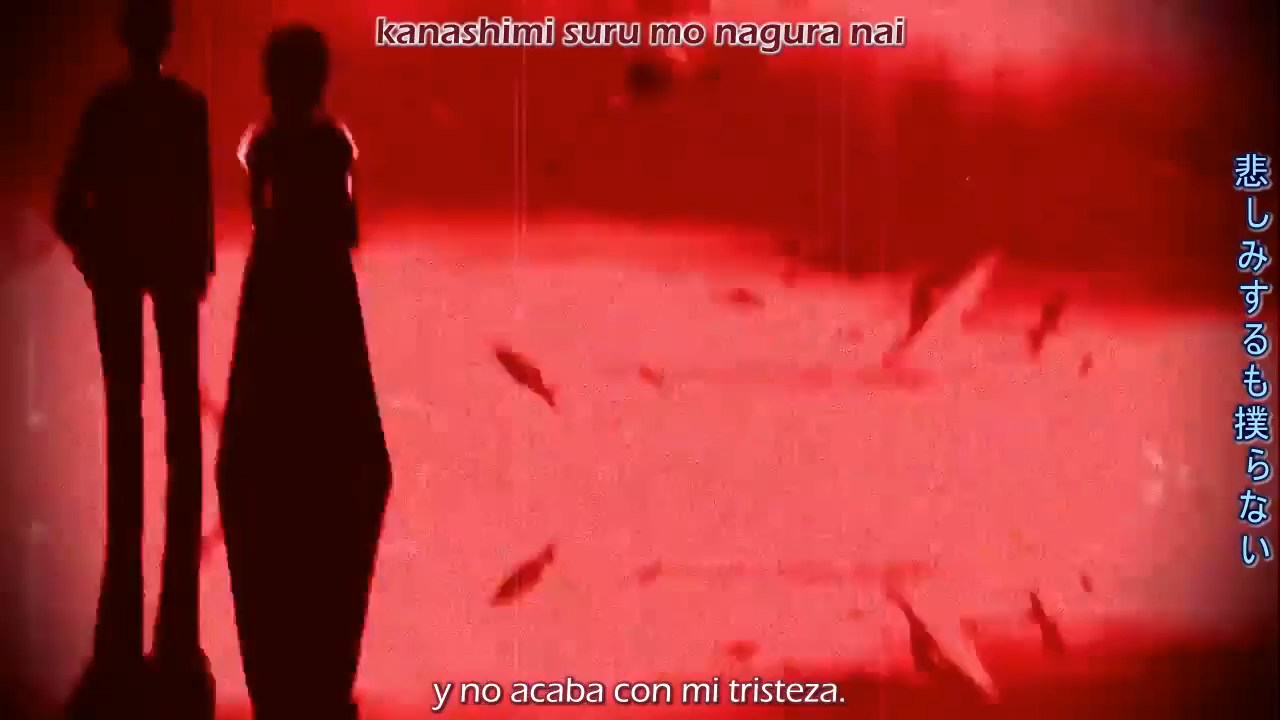 kanashimi suru mo nagura nai
悲しみするも撲らない
y no acaba con mi tristeza.